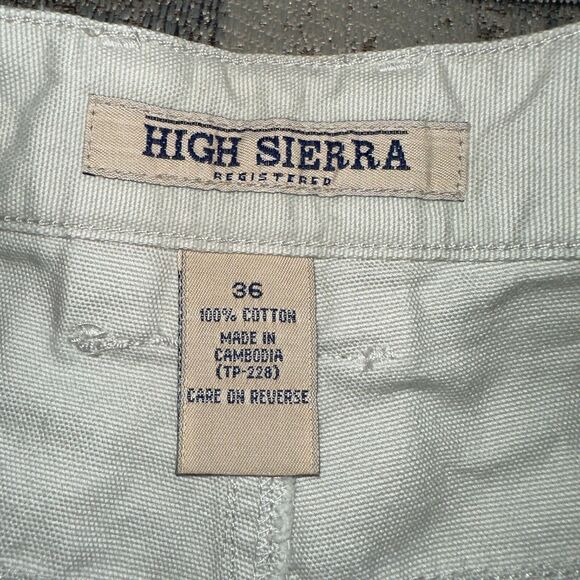 HIGH SIERRA
REGISTERED
36
100% COTTON
MADE IN
CAMBODIA
(TP-228)
CARE ON REVERSE